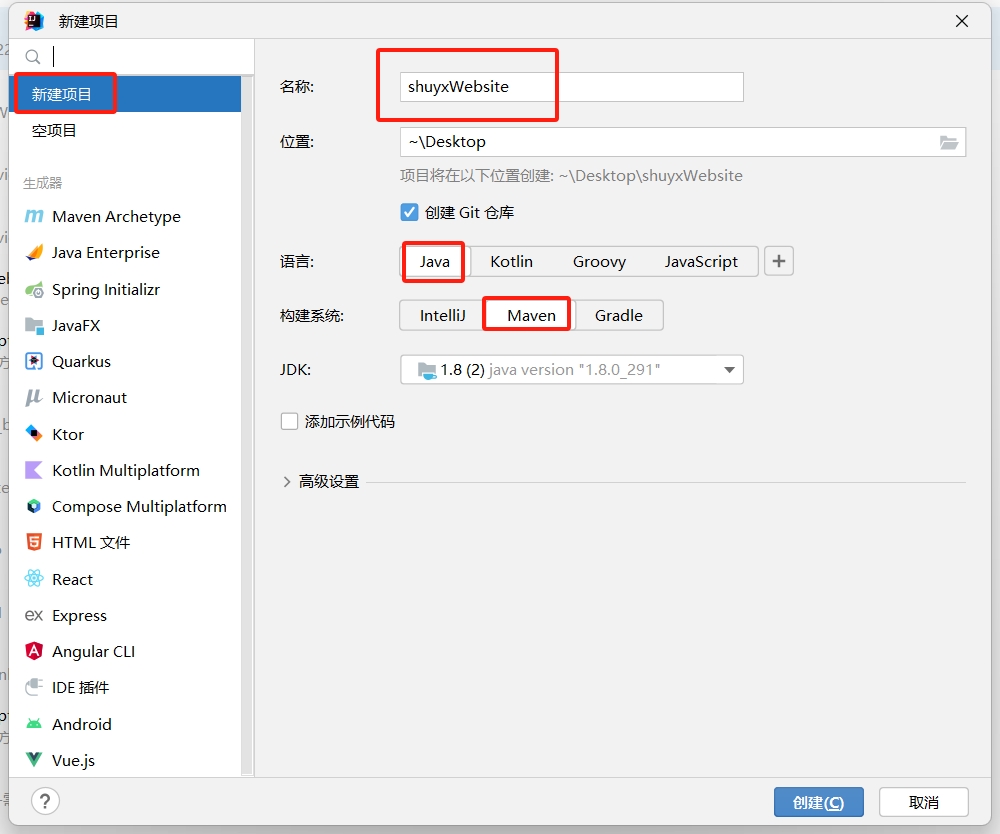 新建项目
新建项目
空项目
生成器
Maven Archetype
Java Enterprise
Spring Initializr
JavaFX
Quarkus
Micronaut
Ktor
Kotlin Multiplatform
Compose Multiplatform
HTML 文件
React
ex Express
Angular CLI
IDE 插件
Android
Vue.js
名称: shuyxWebsite
位置: ~\Desktop
项目将在以下位置创建: ~\Desktop\shuyxWebsite
创建 Git 仓库
语言: Java Kotlin Groovy JavaScript +
构建系统: IntelliJ Maven Gradle
JDK: 1.8 (2) java version "1.8.0_291"
添加示例代码
高级设置
? 创建(C) 取消